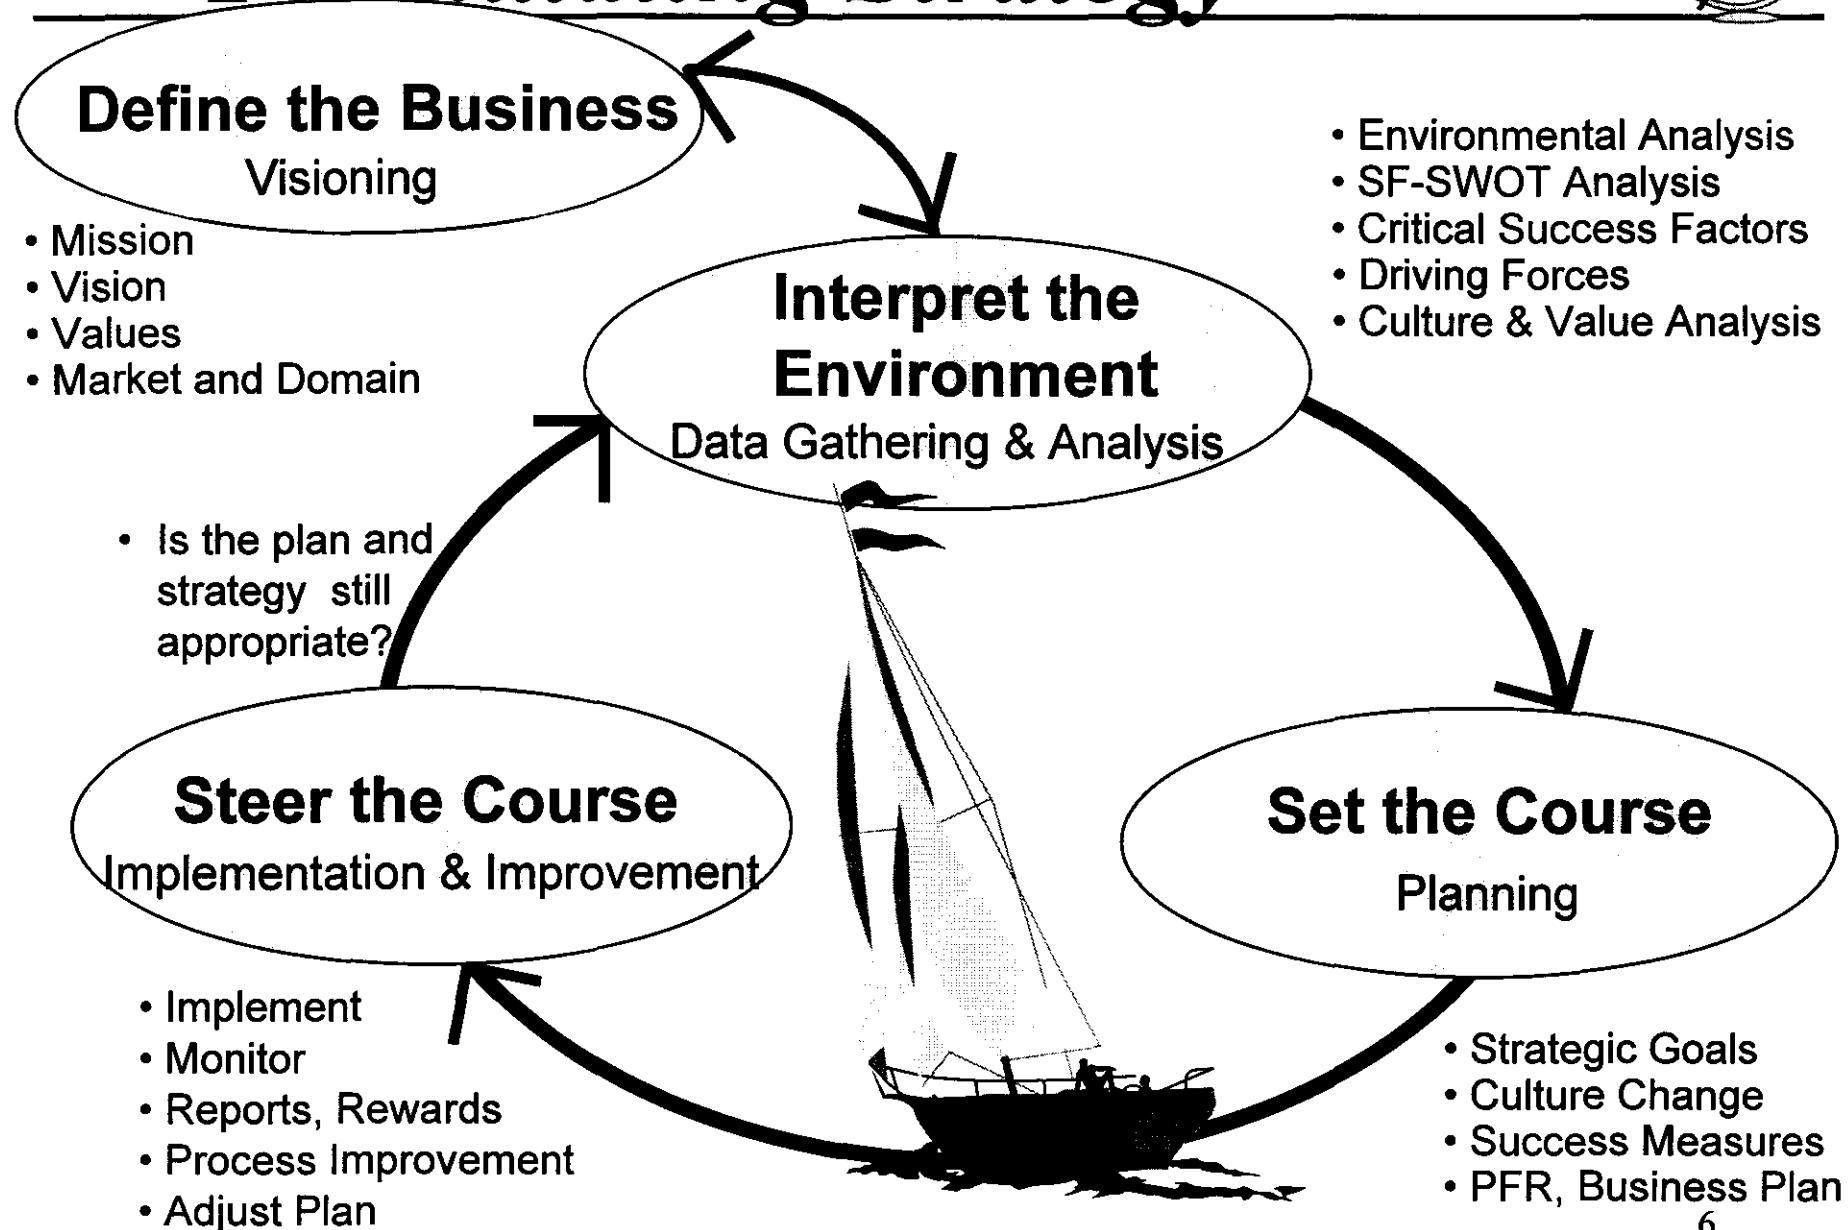 Strategy
Define the Business
Visioning
• Mission
• Vision
• Values
• Market and Domain
Interpret the
Environment
Data Gathering & Analysis
• Environmental Analysis
• SF-SWOT Analysis
• Critical Success Factors
• Driving Forces
• Culture & Value Analysis
• Is the plan and
strategy still
appropriate?
Steer the Course
Implementation & Improvement
Set the Course
Planning
• Implement
• Monitor
• Reports, Rewards
• Process Improvement
• Adjust Plan
• Strategic Goals
• Culture Change
• Success Measures
• PFR, Business Plan
6